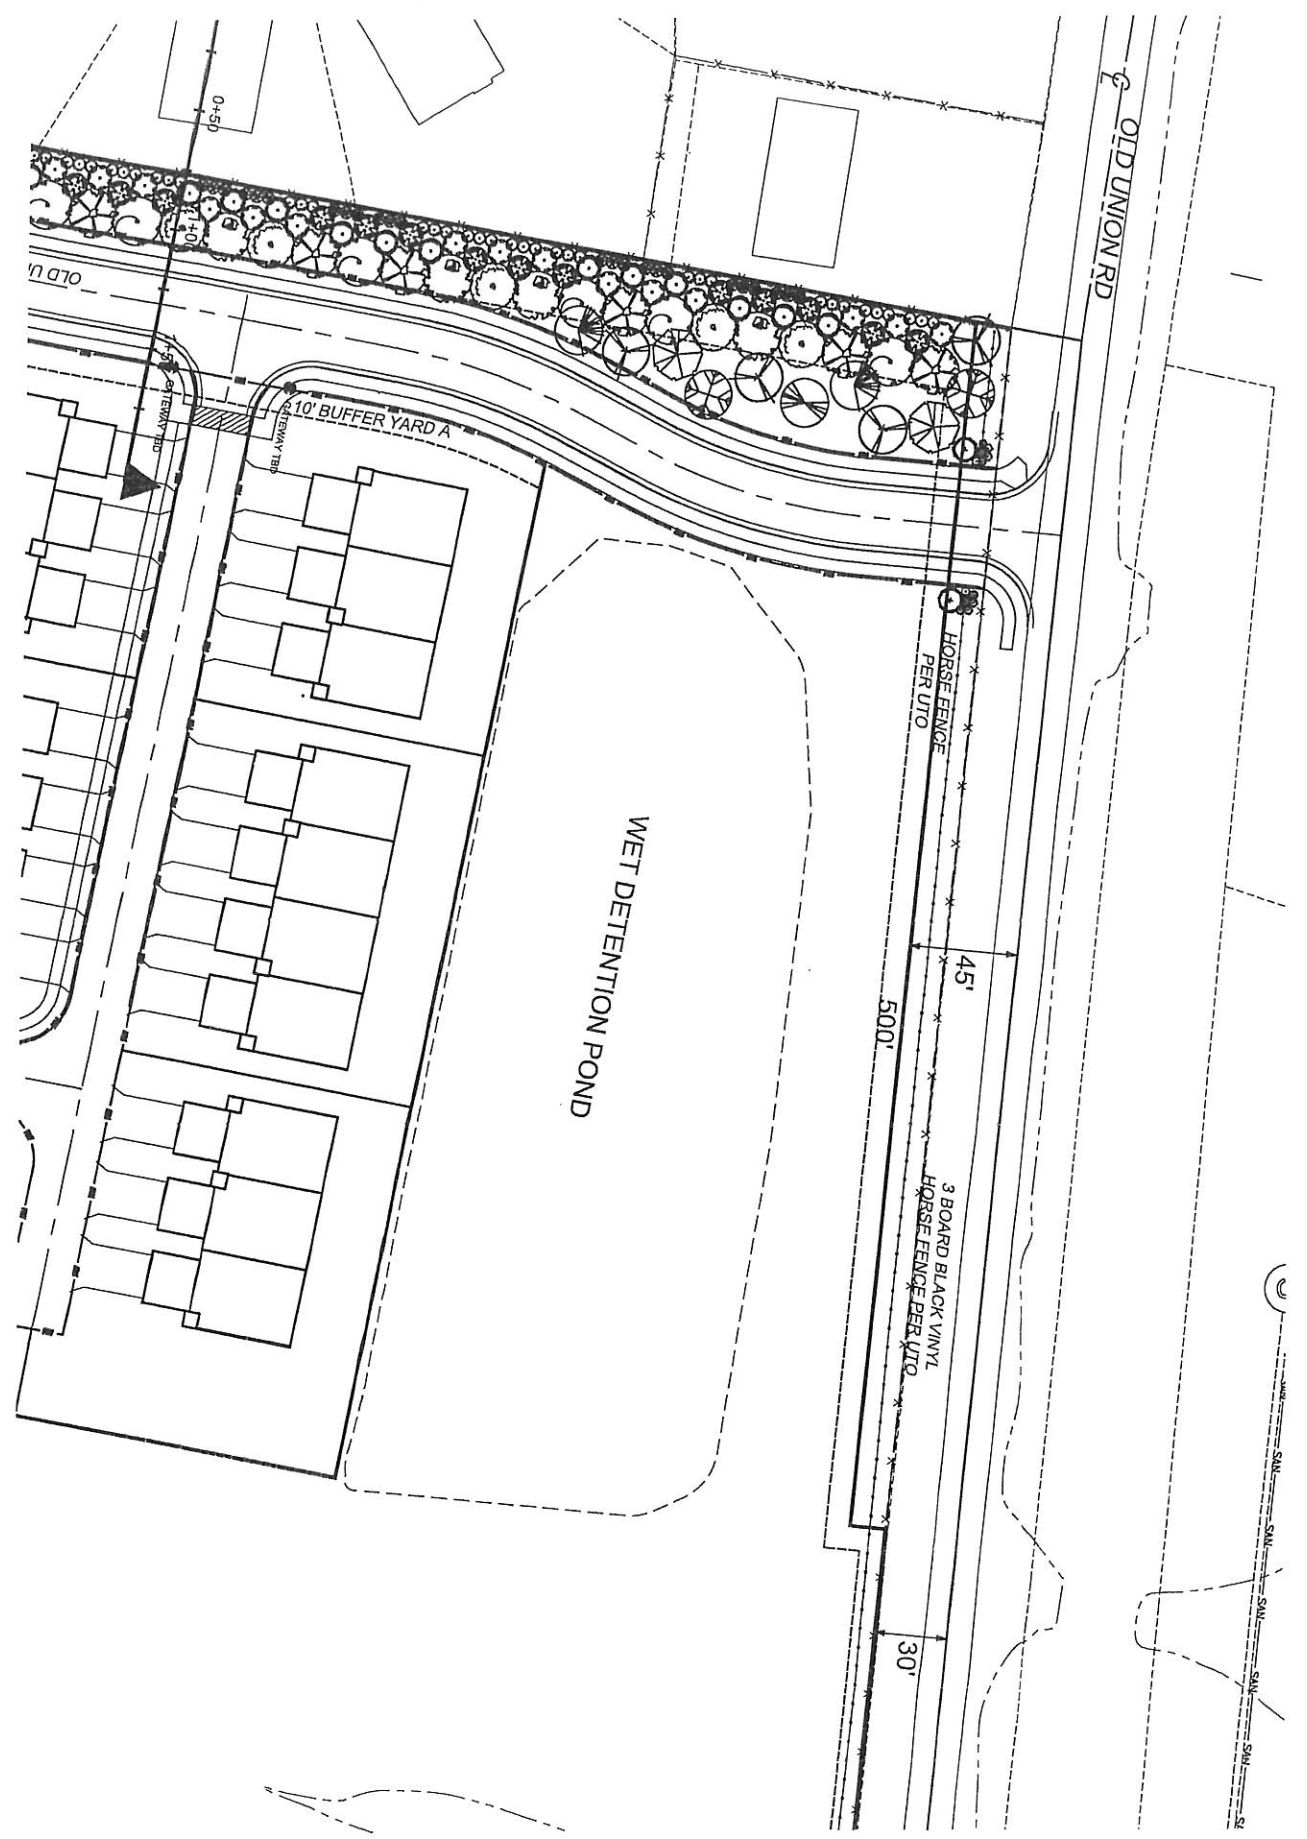 0+50
℄ OLD UNION RD
1+00
OLD U
GATEWAY TBD
GATEWAY TBD
10' BUFFER YARD A
HORSE FENCE
PER UTO
WET DETENTION POND
45'
500'
3 BOARD BLACK VINYL
HORSE FENCE PER UTO
30'
SAN
SAN
SAN
SAN
SAN